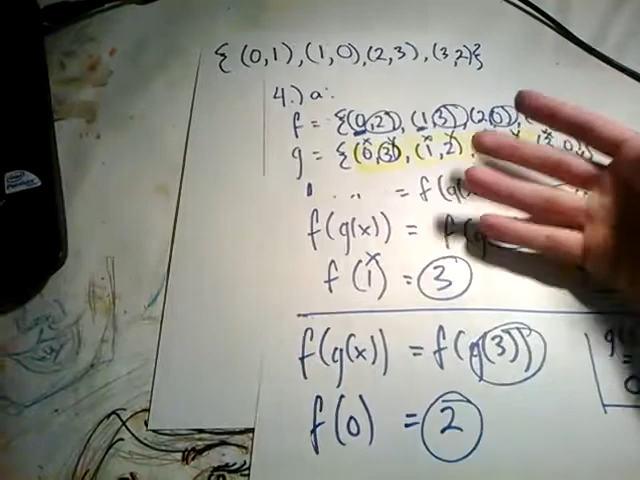 { (0,1), (1,0), (2,3), (3,2)}
4.) a:
f = {(0,2), (1,3) (2,0),
g = {(0,3), (1,2)
= f(g(x
f(g(x)) = f(g
f(1) = 3
f(g(x)) = f(g(3))
f(0) = 2
g(
=
0